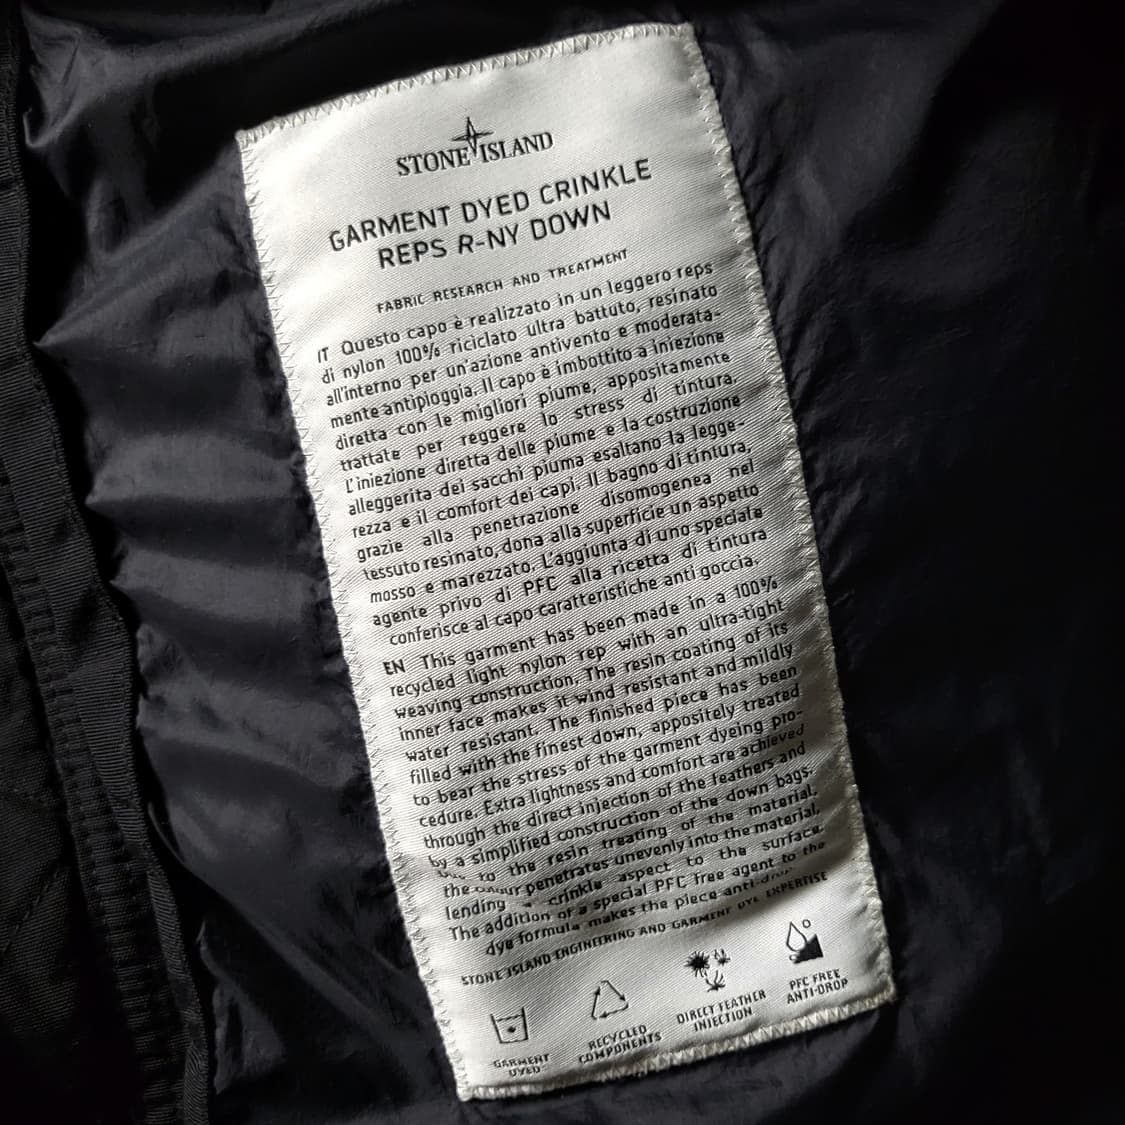 STONE ISLAND
GARMENT DYED CRINKLE
REPS R-NY DOWN
FABRIC RESEARCH AND TREATMENT
IT Questo capo è realizzato in un leggero reps
di nylon 100% riciclato ultra battuto, resinato
all'interno per un'azione antivento e moderata-
mente antipioggia. Il capo è imbottito a iniezione
diretta con le migliori piume, appositamente
trattate per reggere lo stress di tintura.
L'iniezione diretta delle piume e la costruzione
alleggerita dei sacchi piuma esaltano la legge-
rezza e il comfort dei capi. Il bagno di tintura,
grazie alla penetrazione disomogenea nel
tessuto resinato, dona alla superficie un aspetto
mosso e marezzato. L'aggiunta di uno speciale
agente privo di PFC alla ricetta di tintura
conferisce al capo caratteristiche anti goccia.
EN This garment has been made in a 100%
recycled light nylon rep with an ultra-tight
weaving construction. The resin coating of its
inner face makes it wind resistant and mildly
water resistant. The finished piece has been
filled with the finest down, appositely treated
to bear the stress of the garment dyeing pro-
cedure. Extra lightness and comfort are achieved
through the direct injection of the feathers and
by a simplified construction of the down bags.
to the resin treating of the material,
the colour penetrates unevenly into the material,
lending crinkle aspect to the surface.
The addition of a special PFC free agent to the
dye formula makes the piece anti-drop.
STONE ISLAND ENGINEERING AND GARMENT DYE EXPERTISE
GARMENT
DYED
RECYCLED
COMPONENTS
DIRECT FEATHER
INJECTION
PFC FREE
ANTI-DROP